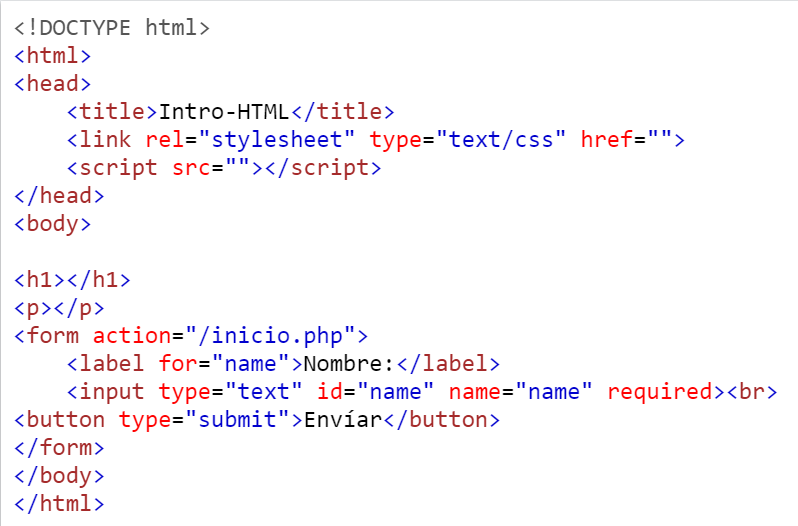 <!DOCTYPE html>
<html>
<head>
    <title>Intro-HTML</title>
    <link rel="stylesheet" type="text/css" href="">
    <script src=""></script>
</head>
<body>

<h1></h1>
<p></p>
<form action="/inicio.php">
    <label for="name">Nombre:</label>
    <input type="text" id="name" name="name" required><br>
<button type="submit">Envíar</button>
</form>
</body>
</html>